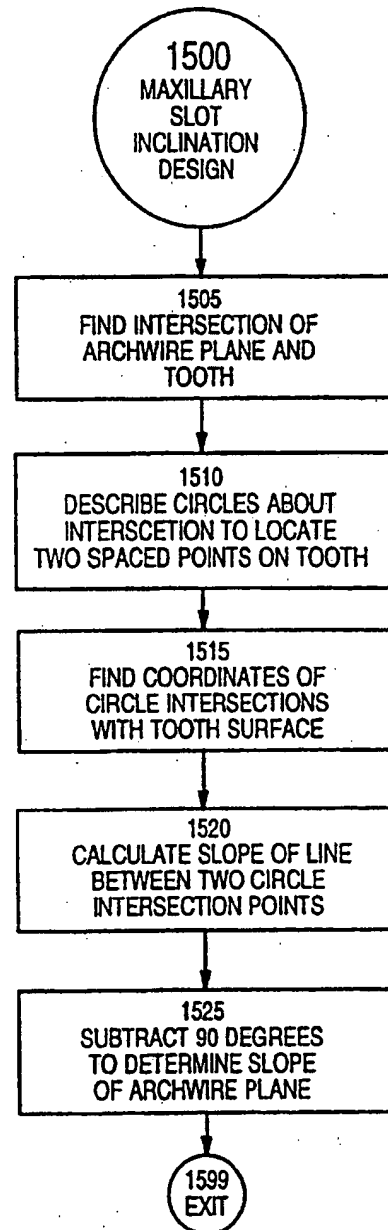 1500
MAXILLARY
SLOT
INCLINATION
DESIGN
1505
FIND INTERSECTION OF
ARCHWIRE PLANE AND
TOOTH
1510
DESCRIBE CIRCLES ABOUT
INTERSCETION TO LOCATE
TWO SPACED POINTS ON TOOTH
1515
FIND COORDINATES OF
CIRCLE INTERSECTIONS
WITH TOOTH SURFACE
1520
CALCULATE SLOPE OF LINE
BETWEEN TWO CIRCLE
INTERSECTION POINTS
1525
SUBTRACT 90 DEGREES
TO DETERMINE SLOPE
OF ARCHWIRE PLANE
1599
EXIT